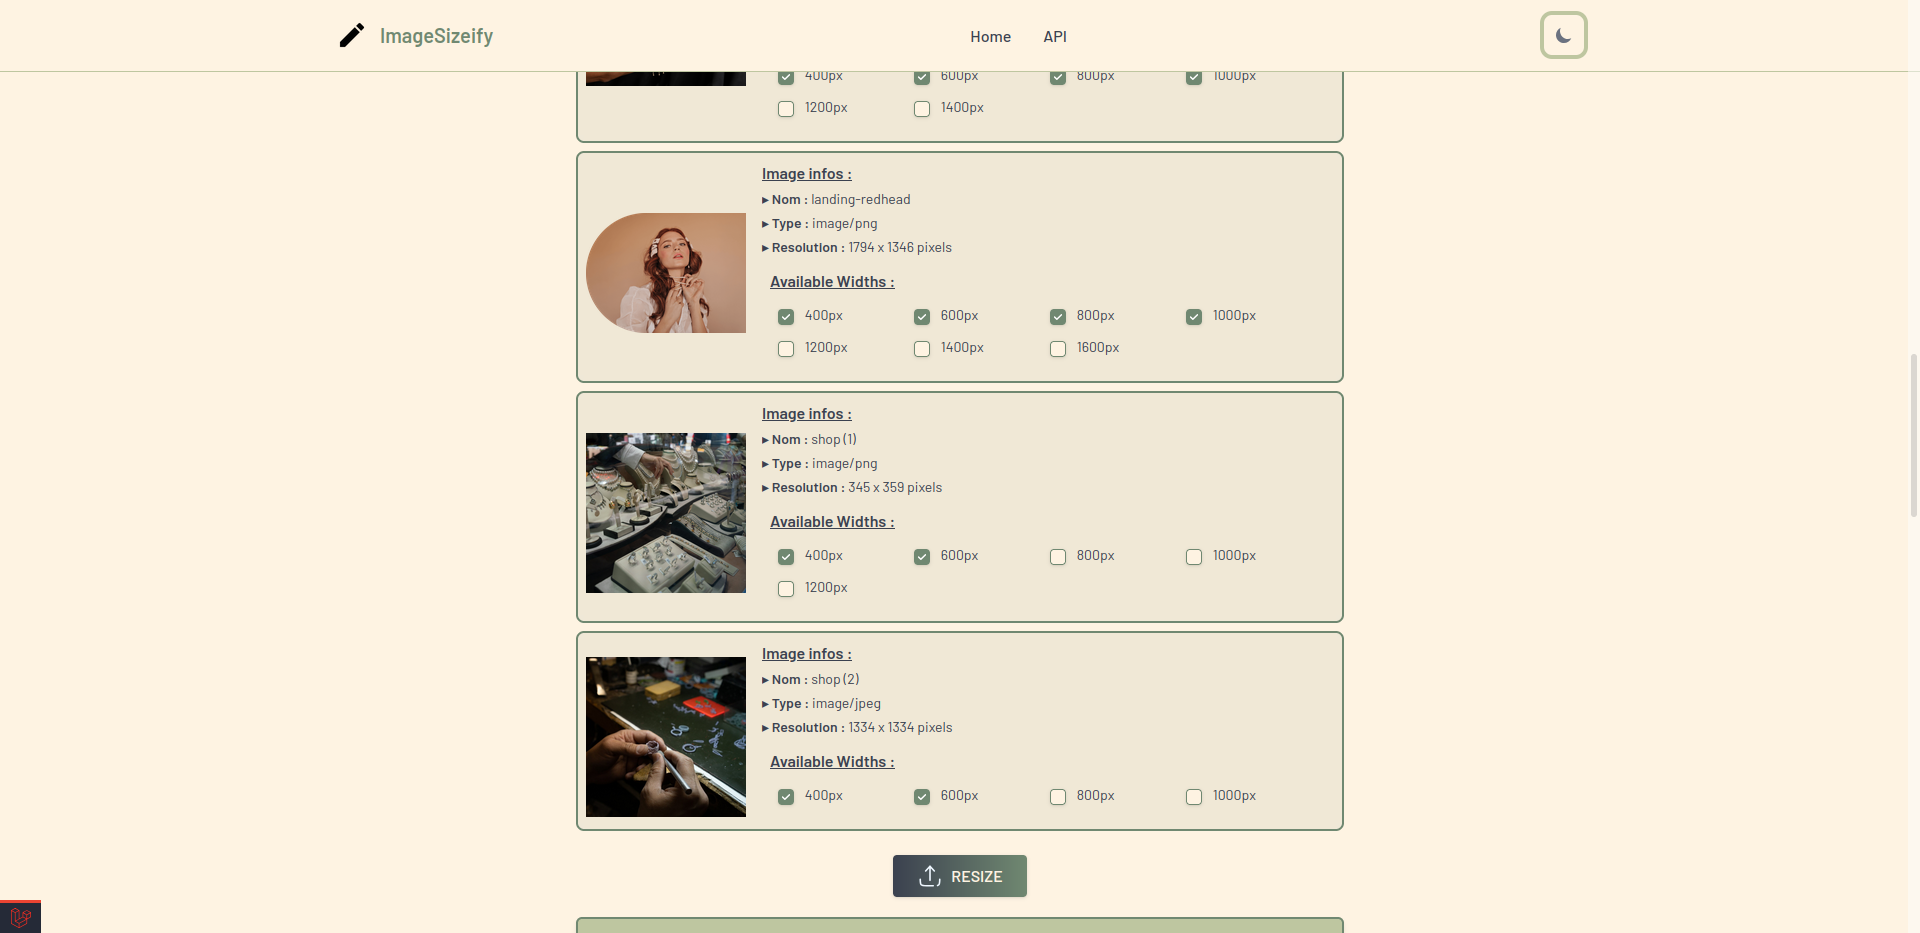 ImageSizeify
Home
API
400px
600px
800px
1000px
1200px
1400px
Image infos :
▸ Nom : landing-redhead
▸ Type : image/png
▸ Resolution : 1794 x 1346 pixels
Available Widths :
400px
600px
800px
1000px
1200px
1400px
1600px
Image infos :
▸ Nom : shop (1)
▸ Type : image/png
▸ Resolution : 345 x 359 pixels
Available Widths :
400px
600px
800px
1000px
1200px
Image infos :
▸ Nom : shop (2)
▸ Type : image/jpeg
▸ Resolution : 1334 x 1334 pixels
Available Widths :
400px
600px
800px
1000px
RESIZE